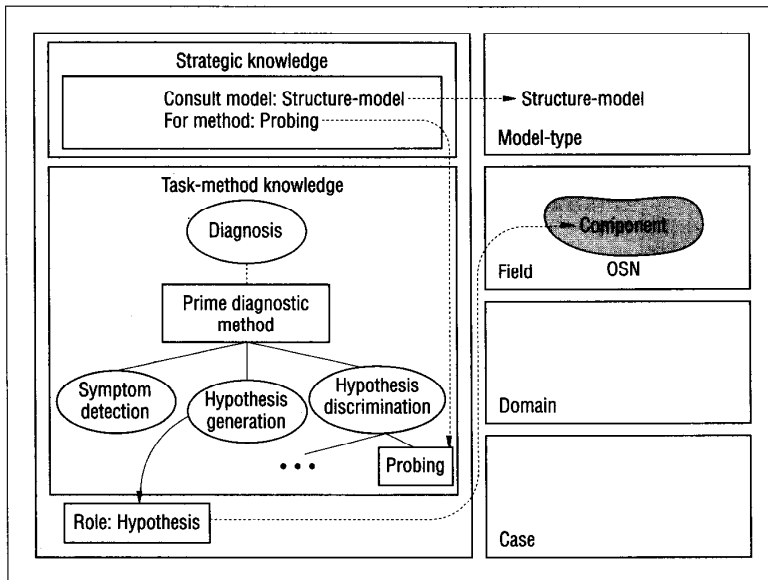 Strategic knowledge
Consult model: Structure-model
For method: Probing
Structure-model
Model-type
Task-method knowledge
Diagnosis
Prime diagnostic
method
Symptom
detection
Hypothesis
generation
Hypothesis
discrimination
• • •
Probing
Role: Hypothesis
Component
OSN
Field
Domain
Case